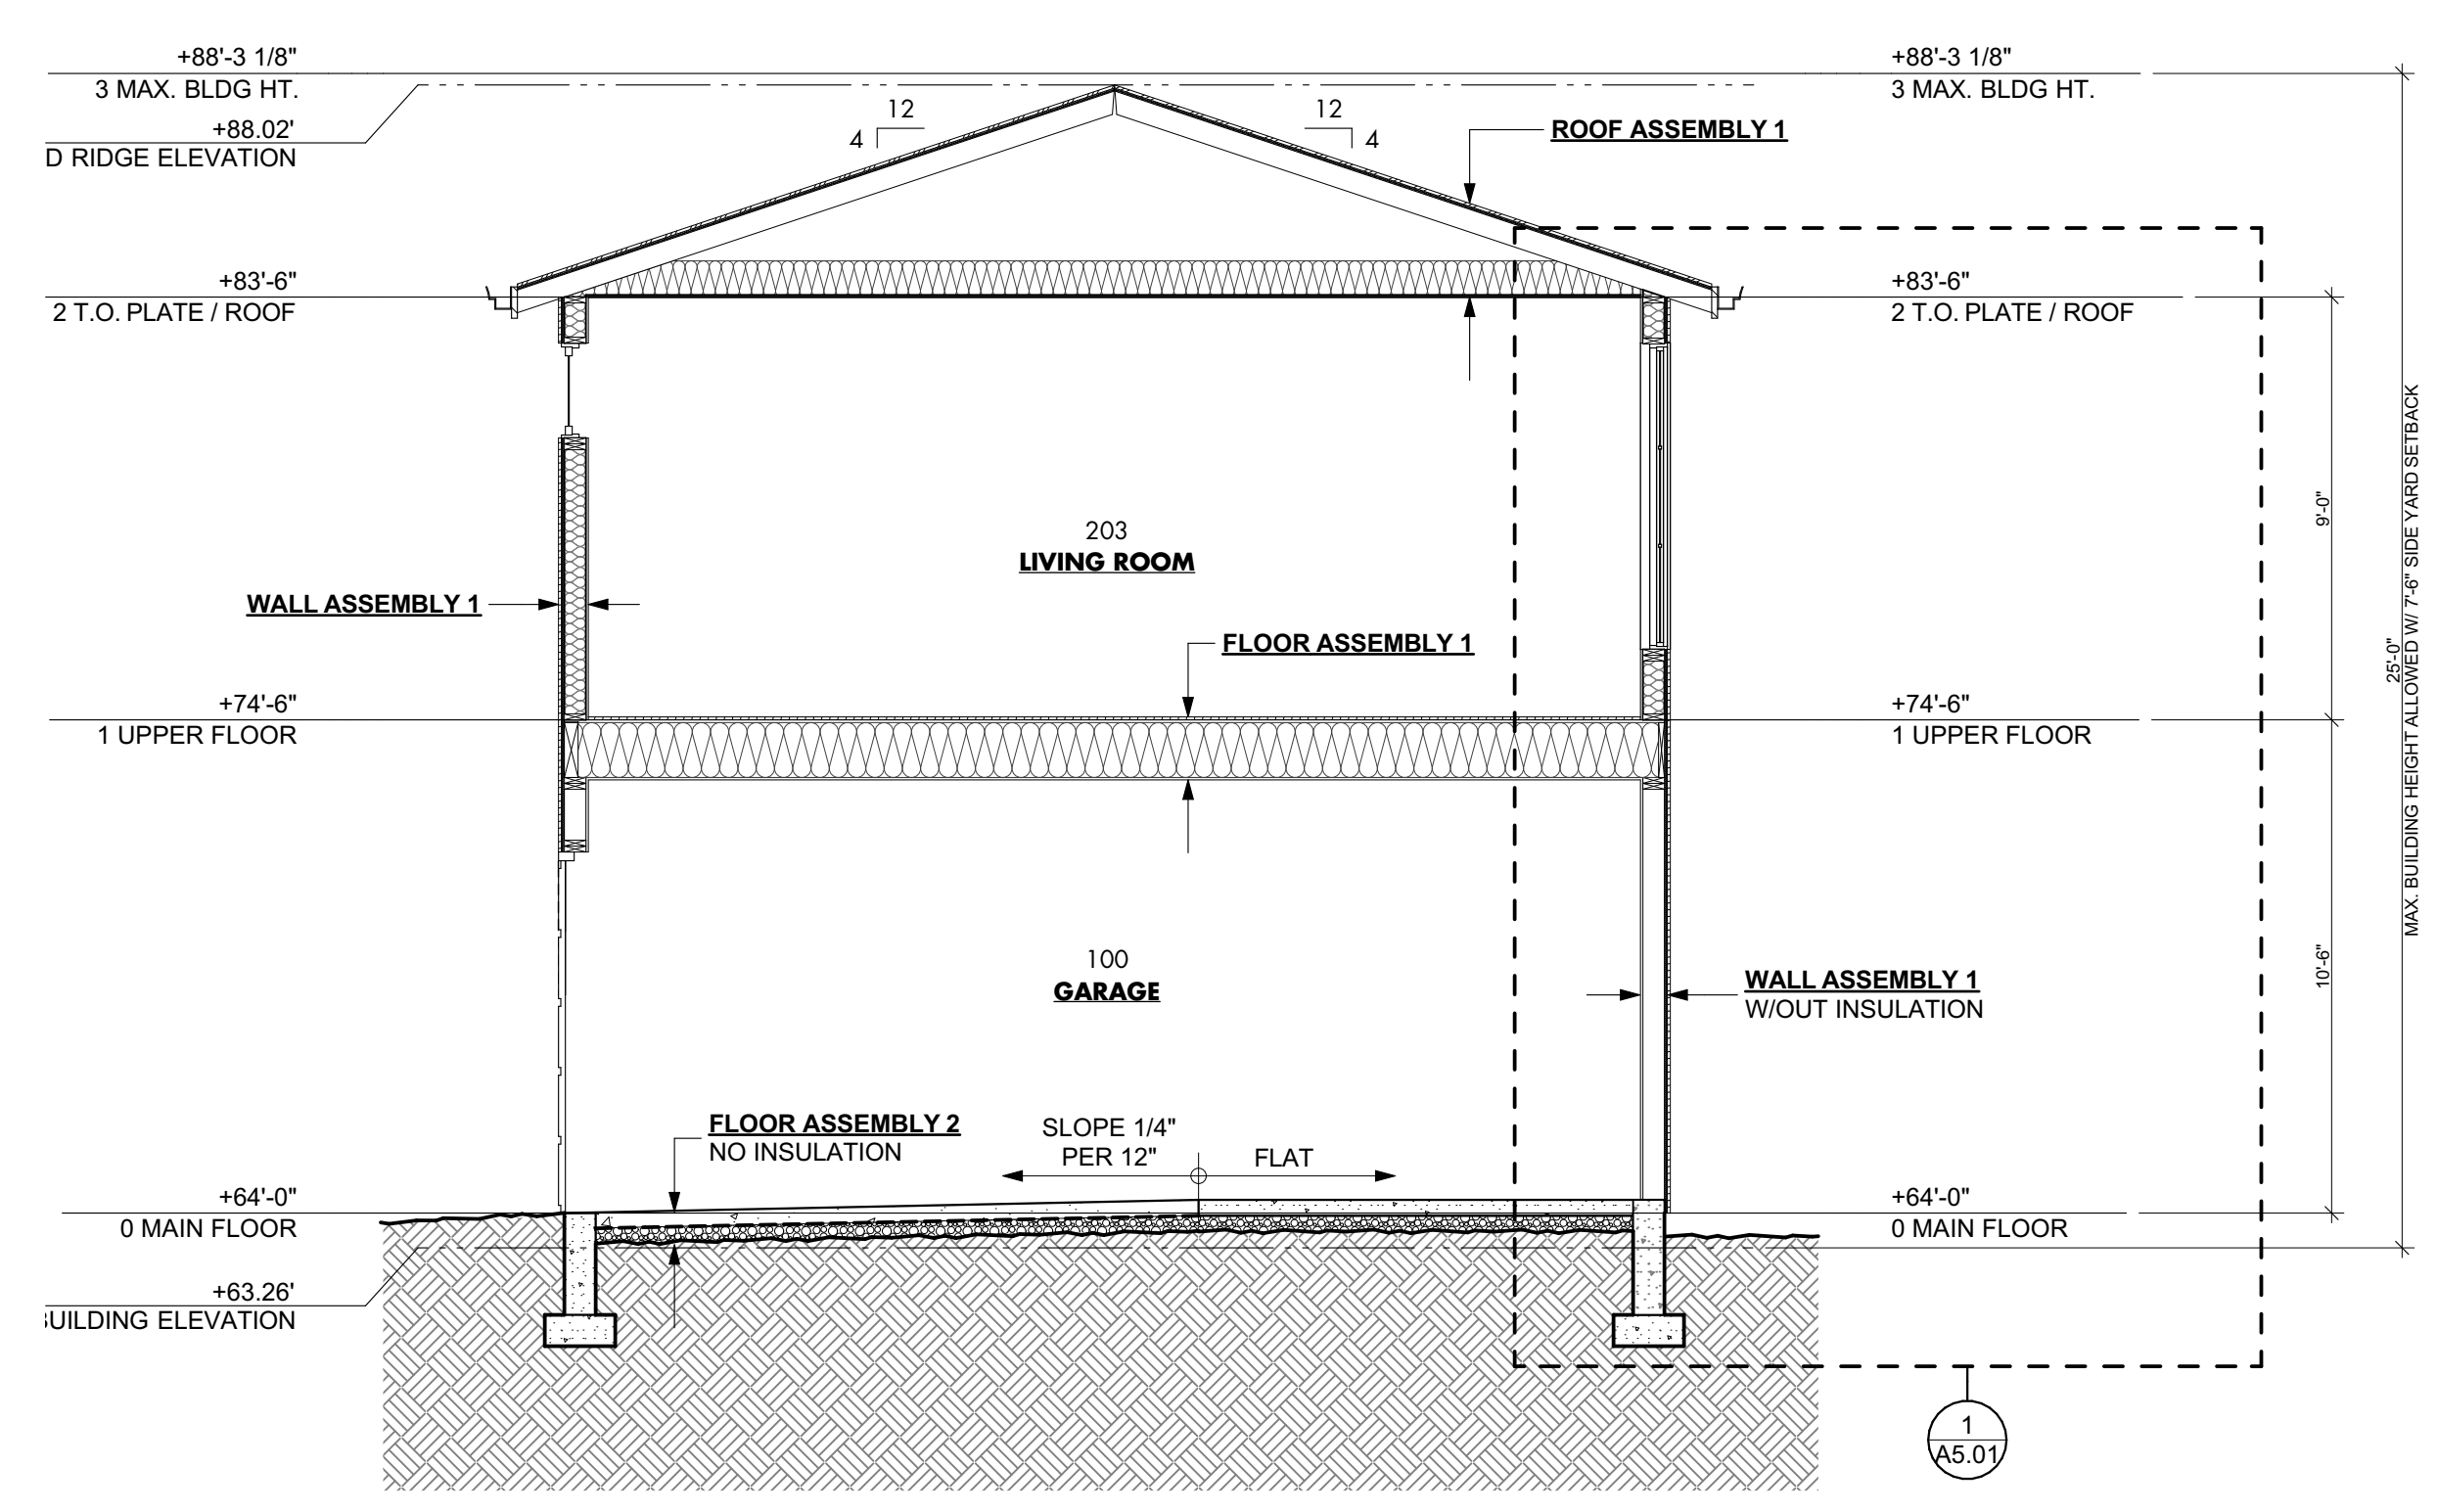 +88'-3 1/8"
3 MAX. BLDG HT.
+88.02'
D RIDGE ELEVATION
12
4
12
4
ROOF ASSEMBLY 1
+88'-3 1/8"
3 MAX. BLDG HT.
+83'-6"
2 T.O. PLATE / ROOF
+83'-6"
2 T.O. PLATE / ROOF
203
LIVING ROOM
WALL ASSEMBLY 1
FLOOR ASSEMBLY 1
9'-0"
25'-0"
MAX. BUILDING HEIGHT ALLOWED W/ 7'-6" SIDE YARD SETBACK
+74'-6"
1 UPPER FLOOR
+74'-6"
1 UPPER FLOOR
100
GARAGE
WALL ASSEMBLY 1
W/OUT INSULATION
10'-6"
FLOOR ASSEMBLY 2
NO INSULATION
SLOPE 1/4"
PER 12"
FLAT
+64'-0"
0 MAIN FLOOR
+64'-0"
0 MAIN FLOOR
+63.26'
BUILDING ELEVATION
1
A5.01